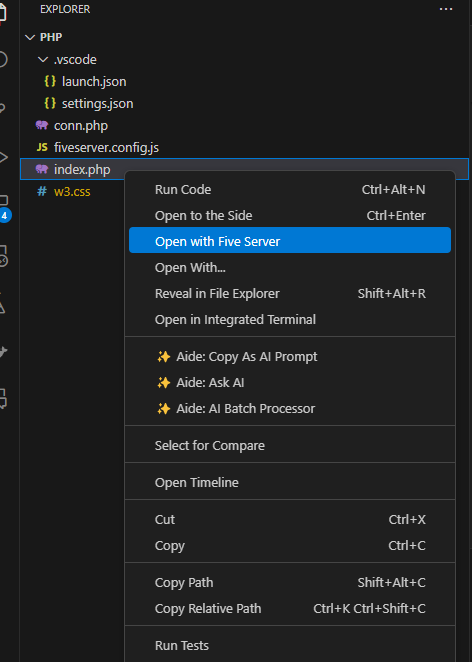 EXPLORER ...
PHP
.vscode
{} launch.json
{} settings.json
conn.php
JS fiveserver.config.js
index.php
# w3.css
4
Run Code Ctrl+Alt+N
Open to the Side Ctrl+Enter
Open with Five Server
Open With...
Reveal in File Explorer Shift+Alt+R
Open in Integrated Terminal
Aide: Copy As AI Prompt
Aide: Ask AI
Aide: AI Batch Processor
Select for Compare
Open Timeline
Cut Ctrl+X
Copy Ctrl+C
Copy Path Shift+Alt+C
Copy Relative Path Ctrl+K Ctrl+Shift+C
Run Tests